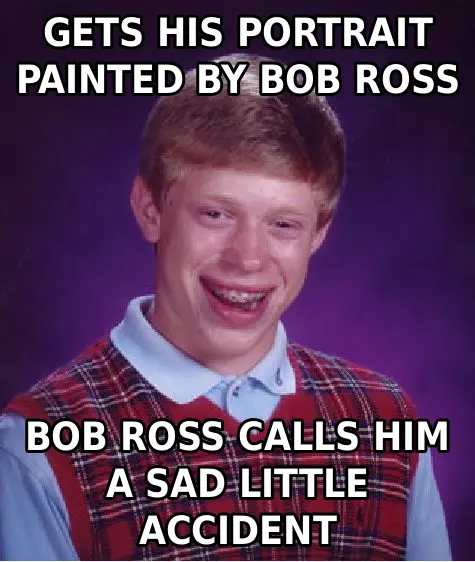 GETS HIS PORTRAIT
PAINTED BY BOB ROSS
BOB ROSS CALLS HIM
A SAD LITTLE
ACCIDENT